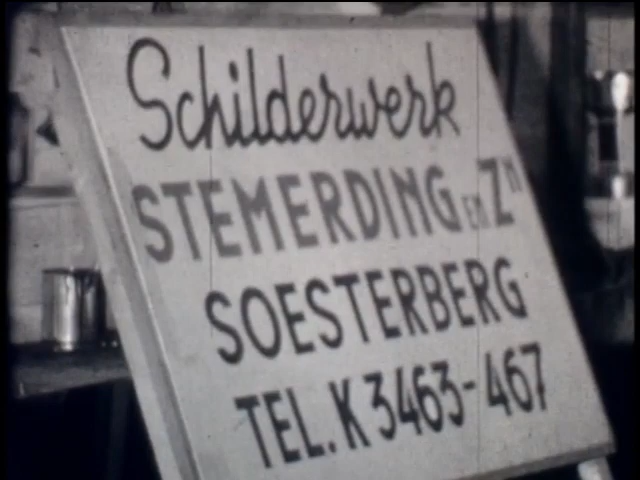 Schilderwerk
STEMERDING EN ZN
SOESTERBERG
TEL. K 3463-467